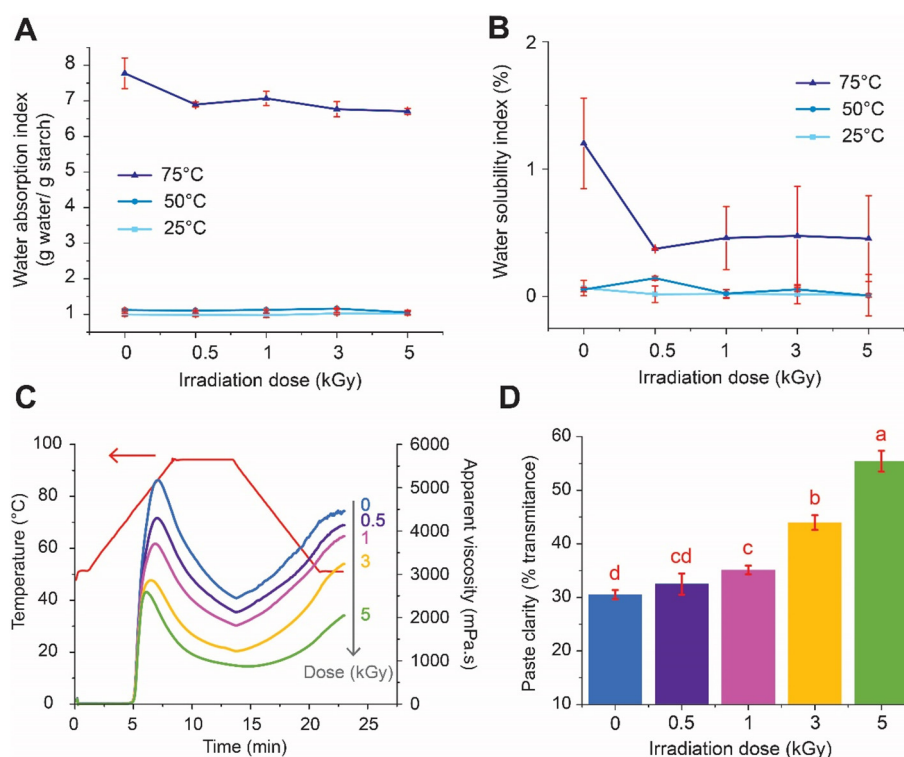 A
Water absorption index
(g water/ g starch)
8
7
6
5
4
3
2
1
75°C
50°C
25°C
0
0.5
1
3
5
Irradiation dose (kGy)
B
Water solubility index (%)
2
1
0
75°C
50°C
25°C
0
0.5
1
3
5
Irradiation dose (kGy)
C
Temperature (°C)
100
80
60
40
20
0
6000
5000
4000
3000
2000
1000
0
Apparent viscosity (mPa.s)
0
0.5
1
3
5
Dose (kGy)
0
5
10
15
20
25
Time (min)
D
Paste clarity (% transmitance)
60
50
40
30
20
10
d
cd
c
b
a
0
0.5
1
3
5
Irradiation dose (kGy)